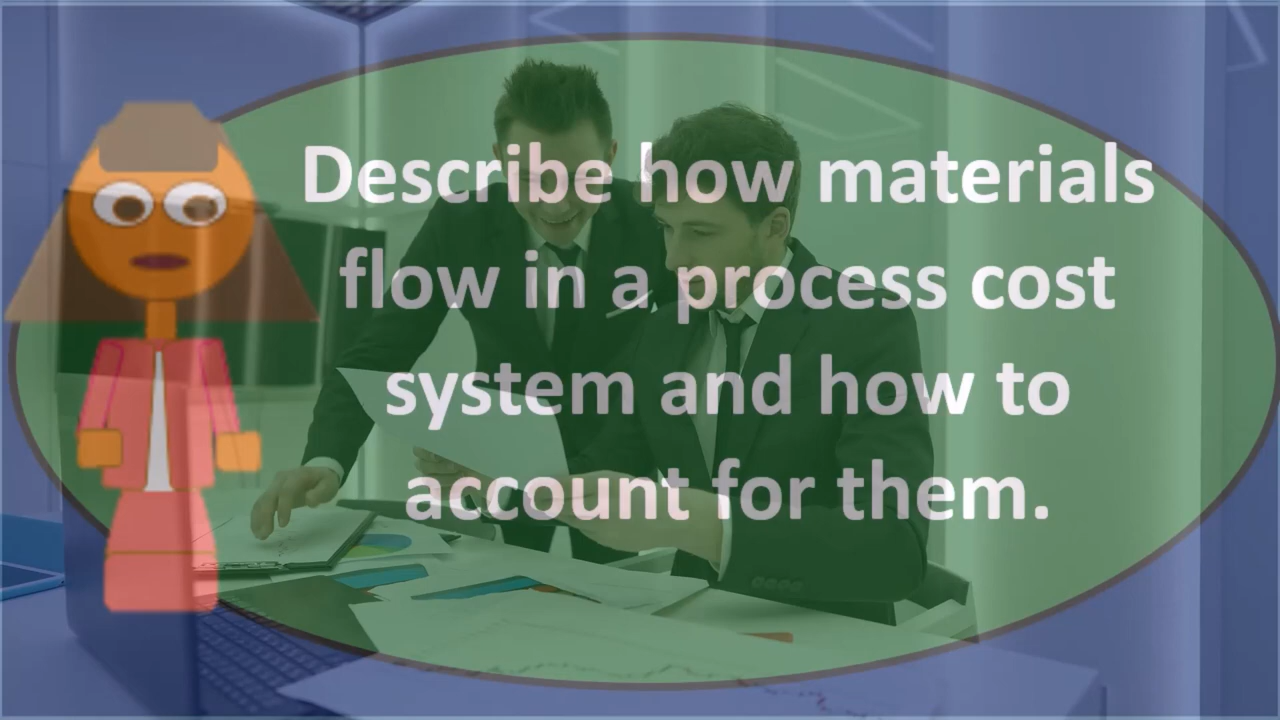 Describe how materials
flow in a process cost
system and how to
account for them.